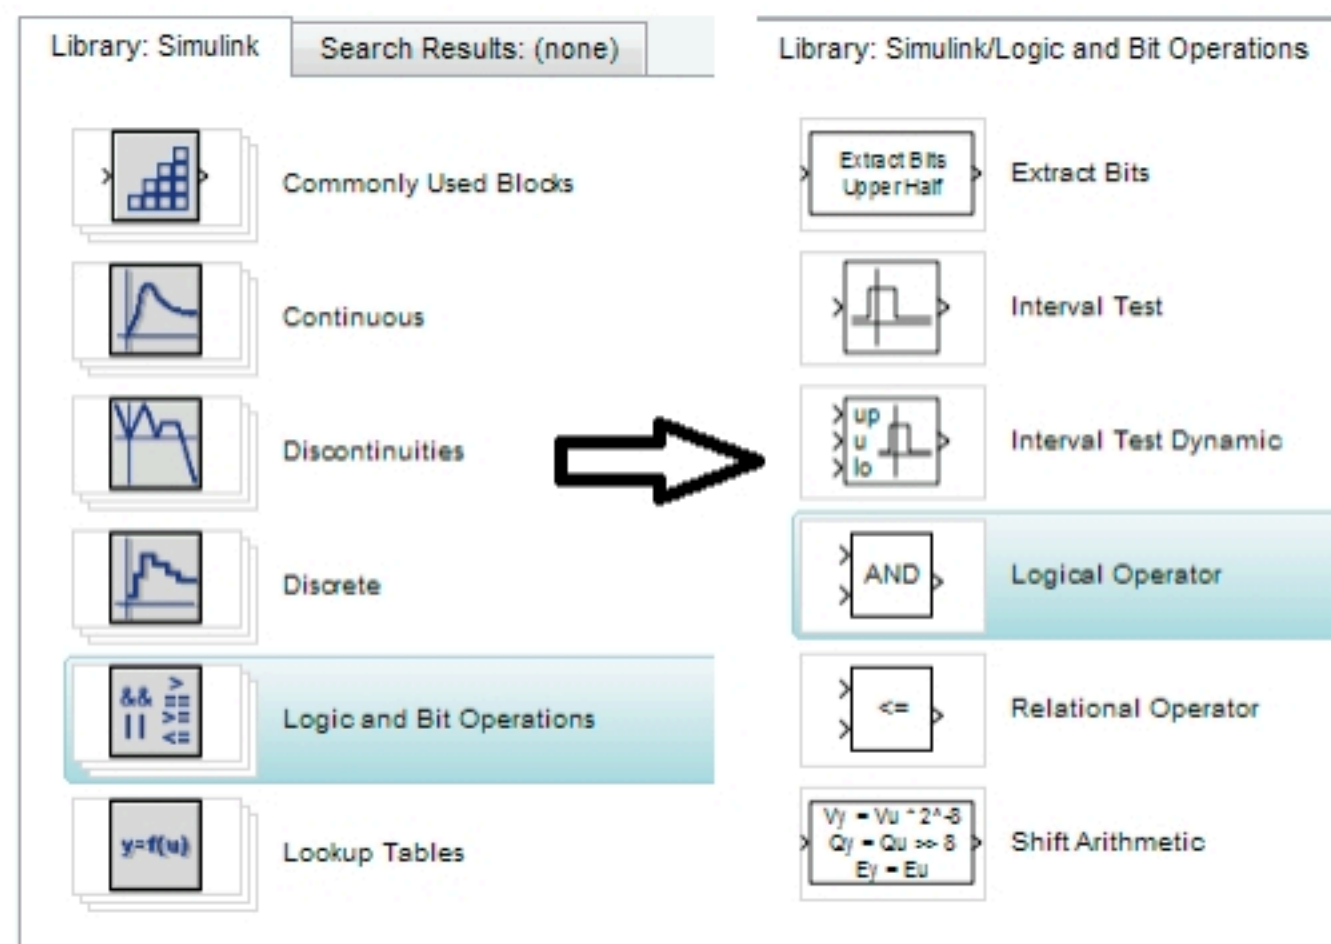 Library: Simulink
Search Results: (none)
Commonly Used Blocks
Continuous
Discontinuities
Discrete
&& >
==
|| >=
<=
Logic and Bit Operations
y=f(u)
Lookup Tables
Library: Simulink/Logic and Bit Operations
Extract Bits
Upper Half
Extract Bits
Interval Test
up
u
lo
Interval Test Dynamic
AND
Logical Operator
<=
Relational Operator
Vy = Vu * 2^-8
Qy = Qu >> 8
Ey = Eu
Shift Arithmetic